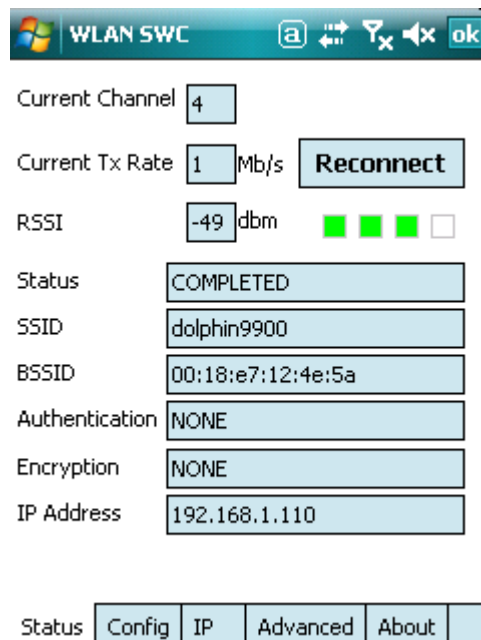 WLAN SWC a ok
Current Channel 4
Current Tx Rate 1 Mb/s Reconnect
RSSI -49 dbm
Status COMPLETED
SSID dolphin9900
BSSID 00:18:e7:12:4e:5a
Authentication NONE
Encryption NONE
IP Address 192.168.1.110
Status Config IP Advanced About